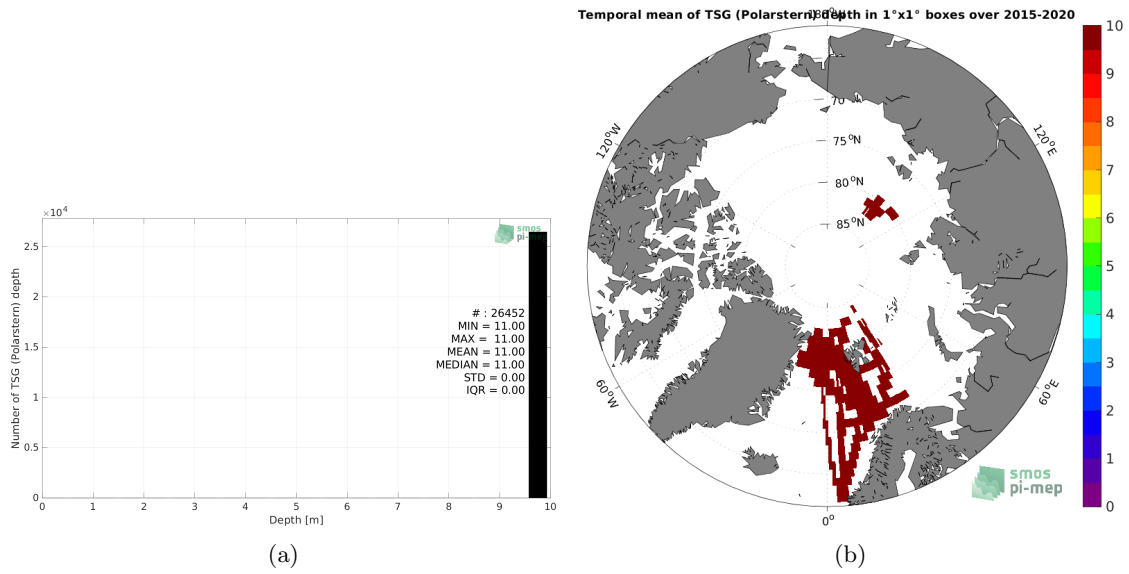 ×10⁴
2.5
2
1.5
1
0.5
0
Number of TSG (Polarstern) depth
smos
pi-mep
# : 26452
MIN = 11.00
MAX = 11.00
MEAN = 11.00
MEDIAN = 11.00
STD = 0.00
IQR = 0.00
0 1 2 3 4 5 6 7 8 9 10
Depth [m]
(a)
Temporal mean of TSG (Polarstern) depth in 1°x1° boxes over 2015-2020
180°W
70°N
75°N
80°N
85°N
120°W
120°E
60°W
60°E
0°
smos
pi-mep
10
9
8
7
6
5
4
3
2
1
0
(b)